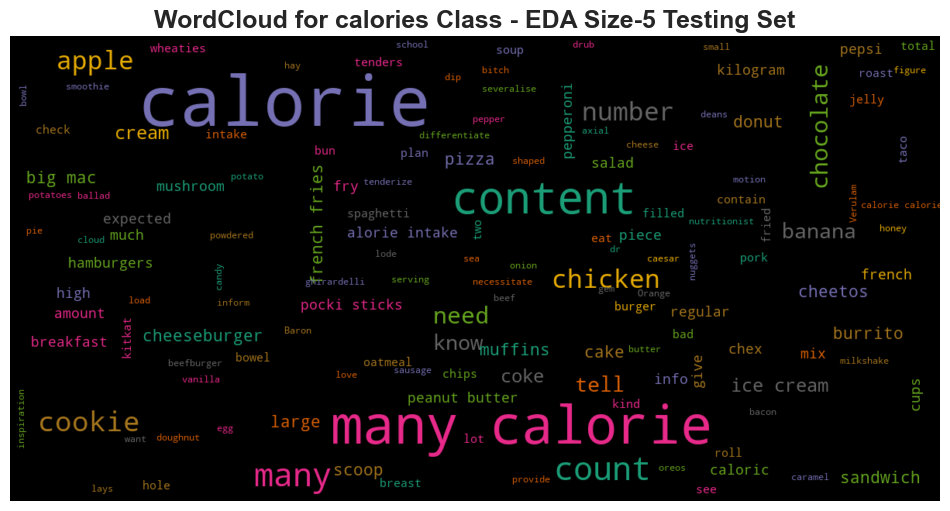 WordCloud for calories Class - EDA Size-5 Testing Set
wheaties
school
soup
drub
small
pepsi
total
apple
tenders
hay
dip
bitch
kilogram
roast
figure
bowl
smoothie
calorie
severalise
pepperoni
number
chocolate
jelly
check
cream
intake
pepper
differentiate
axial
deans
donut
taco
bun
plan
pizza
shaped
cheese
ice
salad
big mac
mushroom
potato
french fries
fry
tenderize
content
motion
contain
potatoes
ballad
Verulam
calorie calorie
expected
spaghetti
filled
nutritionist
fried
honey
pie
cloud
much
powdered
alorie intake
two
eat
piece
banana
lode
dr
caesar
nuggets
hamburgers
candy
sea
onion
pork
french
ghirardelli
serving
necessitate
chicken
gem
Orange
cheetos
high
load
inform
pocki sticks
beef
burger
regular
amount
kitkat
cheeseburger
Baron
need
bad
burrito
breakfast
know
muffins
cake
butter
give
chex
mix
milkshake
beefburger
bowel
oatmeal
sausage
chips
coke
info
ice cream
cups
vanilla
love
peanut butter
tell
kind
inspiration
cookie
large
many calorie
bacon
egg
want
doughnut
lot
roll
many
scoop
count
oreos
caloric
caramel
sandwich
lays
hole
breast
provide
see